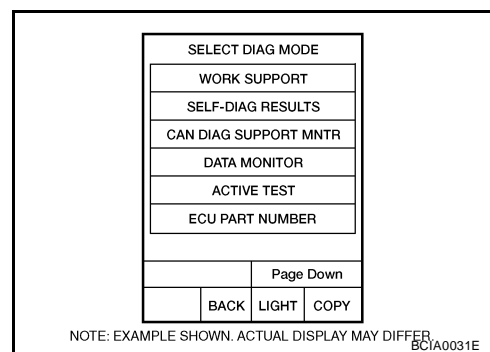 SELECT DIAG MODE
WORK SUPPORT
SELF-DIAG RESULTS
CAN DIAG SUPPORT MNTR
DATA MONITOR
ACTIVE TEST
ECU PART NUMBER
Page Down
BACK LIGHT COPY
NOTE: EXAMPLE SHOWN. ACTUAL DISPLAY MAY DIFFER.
BCIA0031E